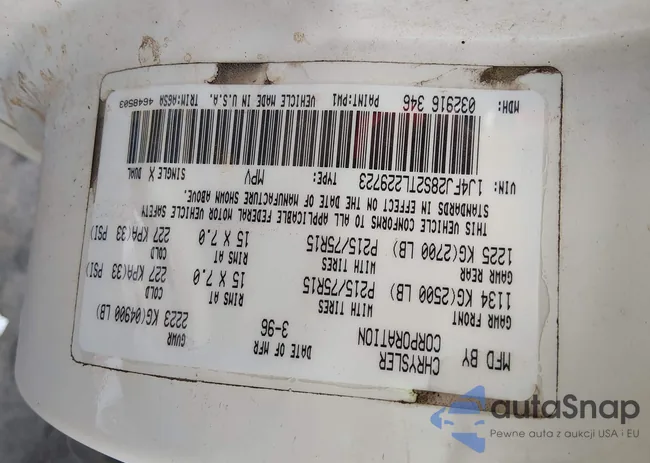 MFD BY CHRYSLER CORPORATION DATE OF MFR 3-96 GVWR 2223 KG(04900 LB)
GAWR FRONT WITH TIRES RIMS AT COLD
1134 KG(2500 LB) P215/75R15 15 X 7.0 227 KPA(33 PSI)
GAWR REAR WITH TIRES RIMS AT COLD
1225 KG(2700 LB) P215/75R15 15 X 7.0 227 KPA(33 PSI)
THIS VEHICLE CONFORMS TO ALL APPLICABLE FEDERAL MOTOR VEHICLE SAFETY
STANDARDS IN EFFECT ON THE DATE OF MANUFACTURE SHOWN ABOVE.
VIN: 1J4FJ28S2TL229723 TYPE: MPV SINGLE X DUAL
MDH: 032916 346 PAINT:PW1 VEHICLE MADE IN U.S.A. TRIM:A6SA 4648503
autoSnap
Pewne auta z aukcji USA i EU